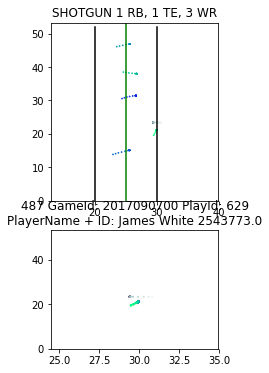 SHOTGUN 1 RB, 1 TE, 3 WR
50
40
30
20
10
0
20 30 40
487 GameId: 2017090700 PlayId: 629
PlayerName + ID: James White 2543773.0
40
20
0
25.0 27.5 30.0 32.5 35.0